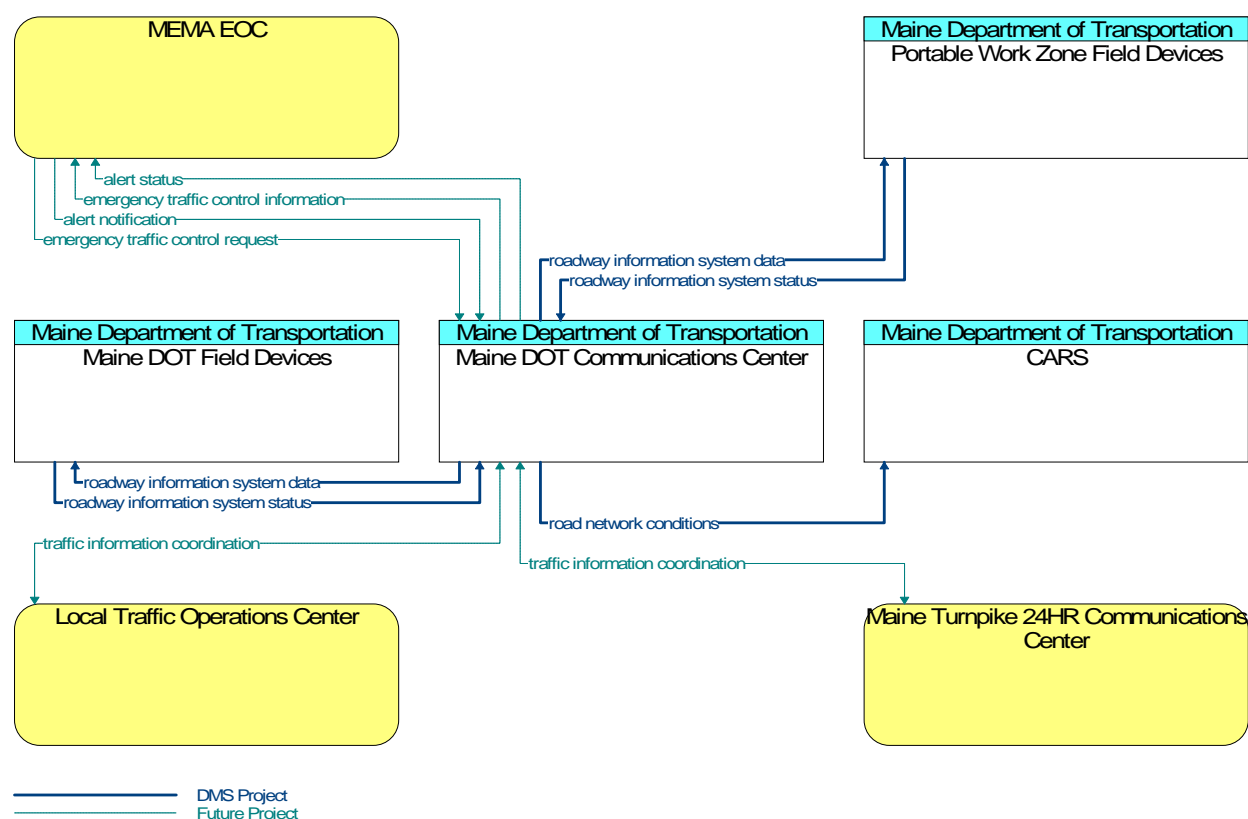 MEMA EOC
Maine Department of Transportation
Portable Work Zone Field Devices
alert status
emergency traffic control information
alert notification
emergency traffic control request
roadway information system data
roadway information system status
Maine Department of Transportation
Maine DOT Field Devices
Maine Department of Transportation
Maine DOT Communications Center
Maine Department of Transportation
CARS
roadway information system data
roadway information system status
road network conditions
traffic information coordination
traffic information coordination
Local Traffic Operations Center
Maine Turnpike 24HR Communications
Center
DMS Project
Future Project